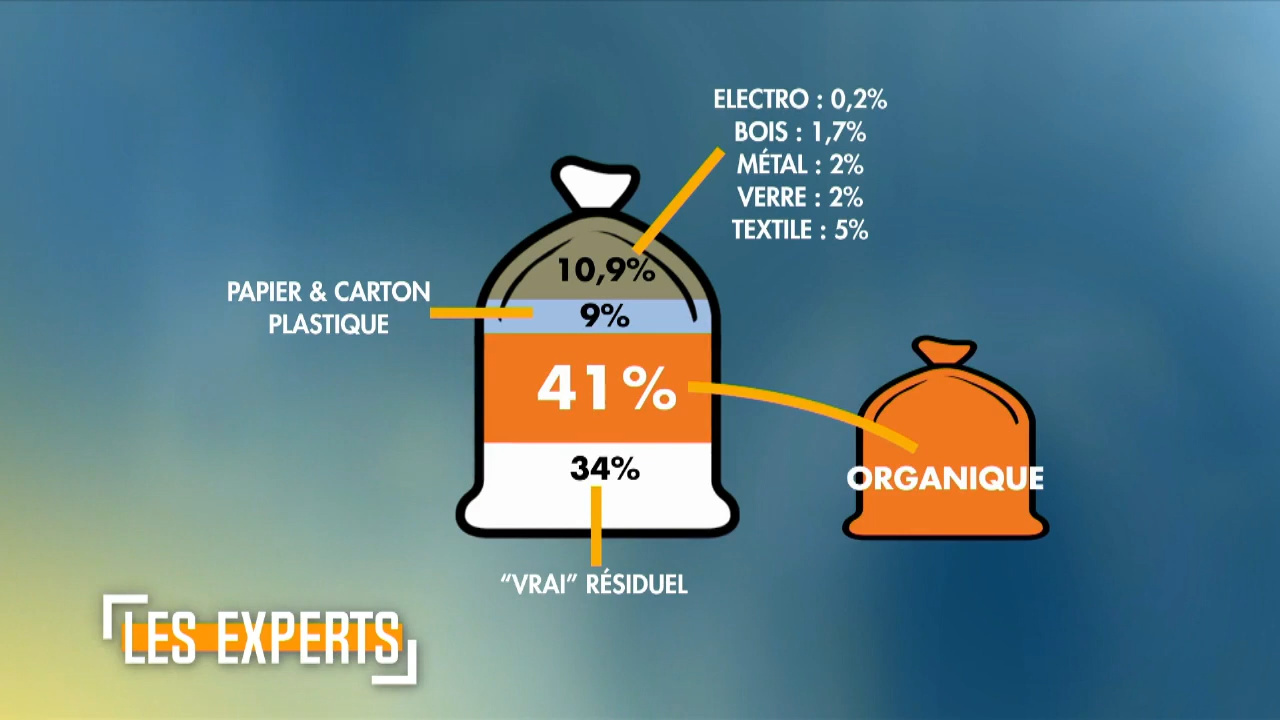 ELECTRO : 0,2%
BOIS : 1,7%
MÉTAL : 2%
VERRE : 2%
TEXTILE : 5%
10,9%
PAPIER & CARTON
PLASTIQUE
9%
41%
34%
ORGANIQUE
“VRAI” RÉSIDUEL
LES EXPERTS